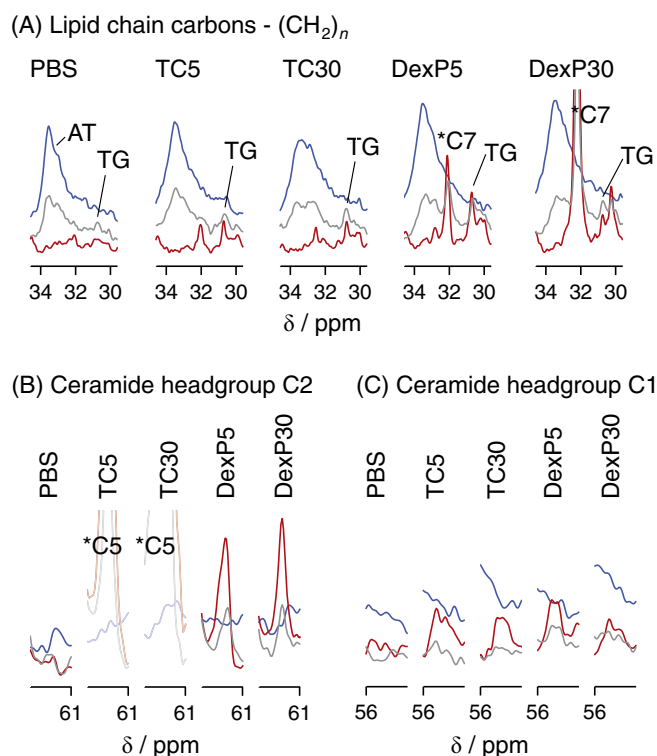 (A) Lipid chain carbons - (CH2)n
PBS TC5 TC30 DexP5 DexP30
AT TG TG TG *C7 TG *C7 TG
34 32 30 34 32 30 34 32 30 34 32 30 34 32 30
δ / ppm
(B) Ceramide headgroup C2 (C) Ceramide headgroup C1
PBS TC5 TC30 DexP5 DexP30 PBS TC5 TC30 DexP5 DexP30
*C5 *C5
61 61 61 61 61 56 56 56 56 56
δ / ppm δ / ppm